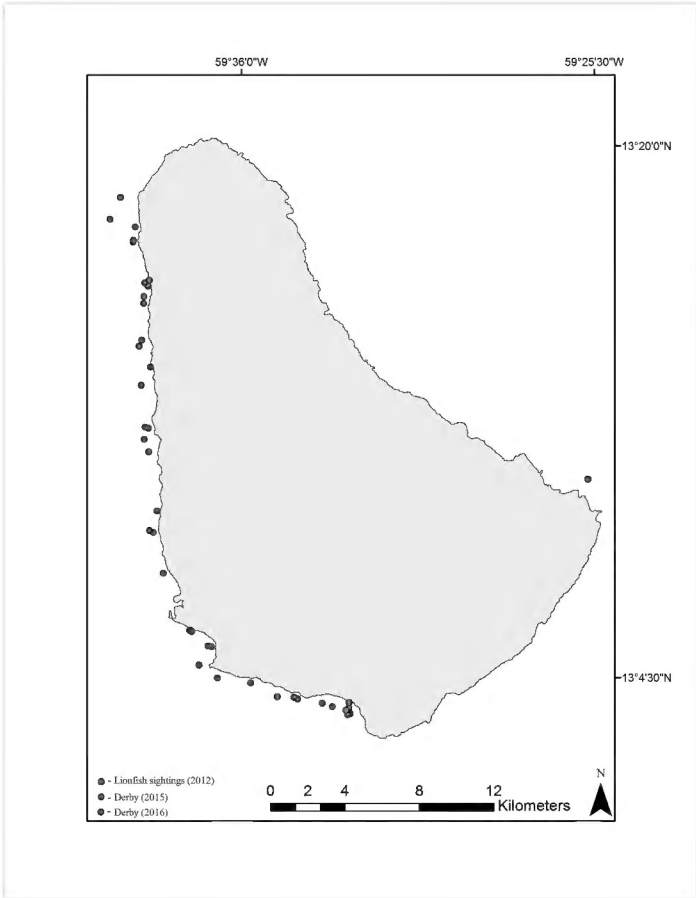 59°36'0"W 59°25'30"W
13°20'0"N
13°4'30"N
- Lionfish sightings (2012)
- Derby (2015)
- Derby (2016)
0 2 4 8 12
Kilometers
N